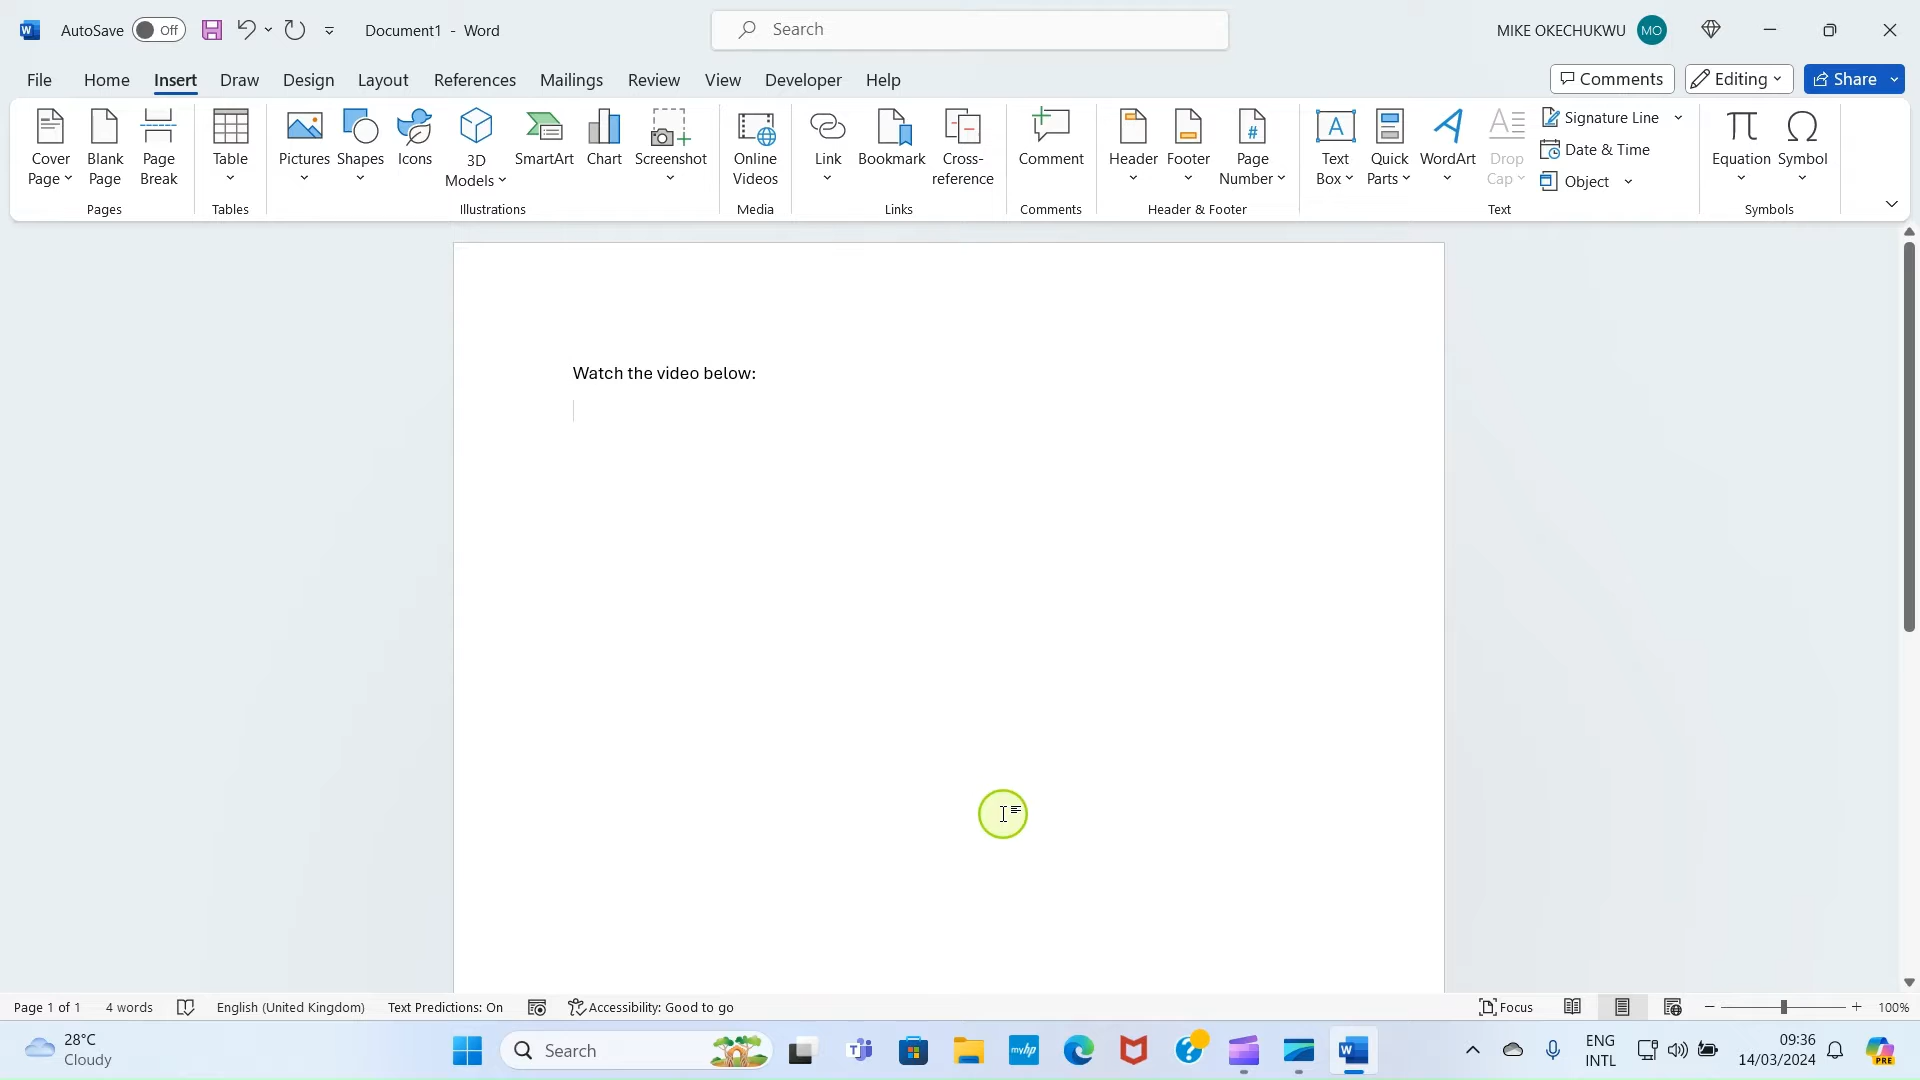 W AutoSave Off Document1 - Word Search MIKE OKECHUKWU MO
File Home Insert Draw Design Layout References Mailings Review View Developer Help Comments Editing Share
Cover Page
Blank Page
Page Break
Pages
Table
Tables
Pictures
Shapes
Icons
3D Models
SmartArt
Chart
Screenshot
Illustrations
Online Videos
Media
Link
Bookmark
Cross-reference
Links
Comment
Comments
Header
Footer
Page Number
Header & Footer
Text Box
Quick Parts
WordArt
Drop Cap
Signature Line
Date & Time
Object
Text
Equation
Symbol
Symbols
Watch the video below:
Page 1 of 1 4 words English (United Kingdom) Text Predictions: On Accessibility: Good to go Focus 100%
28°C
Cloudy
Search
myhp
W
ENG
INTL
09:36
14/03/2024
PRE